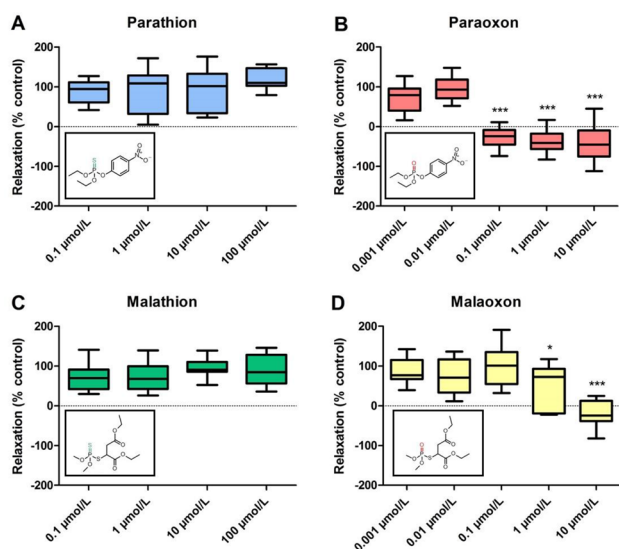 A
Parathion
Relaxation (% control)
200
100
0
-100
-200
S
P
O
O
O
N+
O
O-
0.1 µmol/L
1 µmol/L
10 µmol/L
100 µmol/L
B
Paraoxon
Relaxation (% control)
200
100
0
-100
-200
***
***
***
O
P
O
O
O
N+
O
O-
0.001 µmol/L
0.01 µmol/L
0.1 µmol/L
1 µmol/L
10 µmol/L
C
Malathion
Relaxation (% control)
200
100
0
-100
-200
S
P
O
O
S
O
O
O
O
0.1 µmol/L
1 µmol/L
10 µmol/L
100 µmol/L
D
Malaoxon
Relaxation (% control)
200
100
0
-100
-200
*
***
O
P
O
O
S
O
O
O
O
0.001 µmol/L
0.01 µmol/L
0.1 µmol/L
1 µmol/L
10 µmol/L